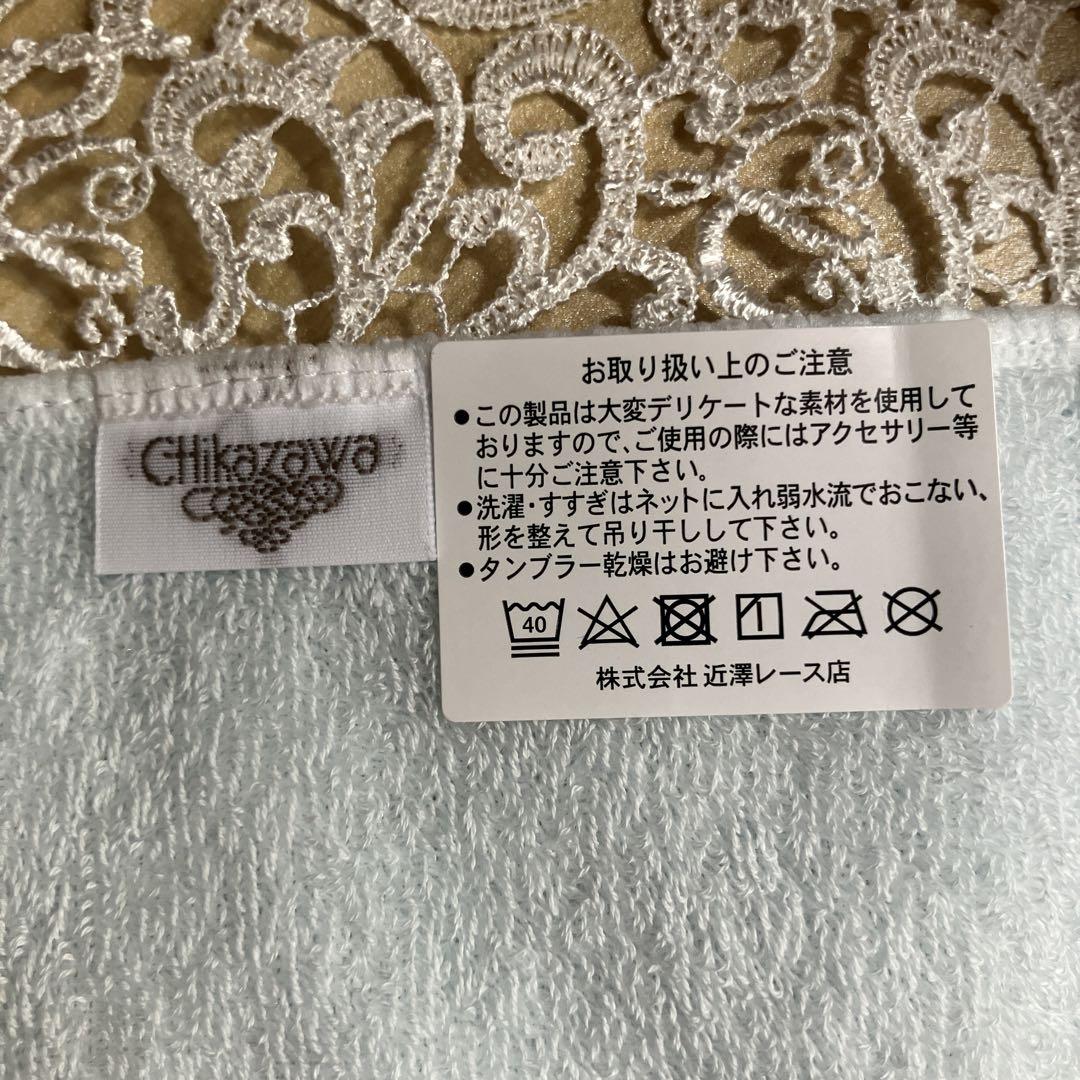 CHikazawa
お取り扱い上のご注意
●この製品は大変デリケートな素材を使用して
おりますので、ご使用の際にはアクセサリー等
に十分ご注意下さい。
●洗濯・すすぎはネットに入れ弱水流でおこない、
形を整えて吊り干しして下さい。
●タンブラー乾燥はお避け下さい。
40
株式会社 近澤レース店